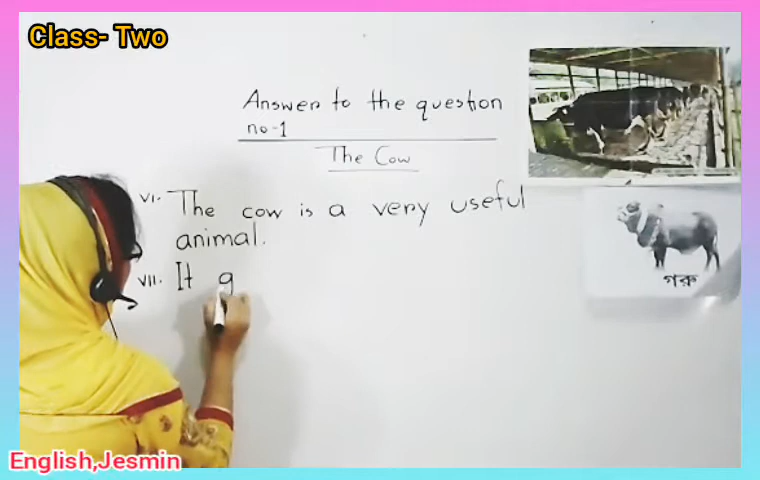 Class- Two
Answer to the question
no-1
The Cow
VI. The cow is a very useful
animal.
VII. It g
গরু
English,Jesmin